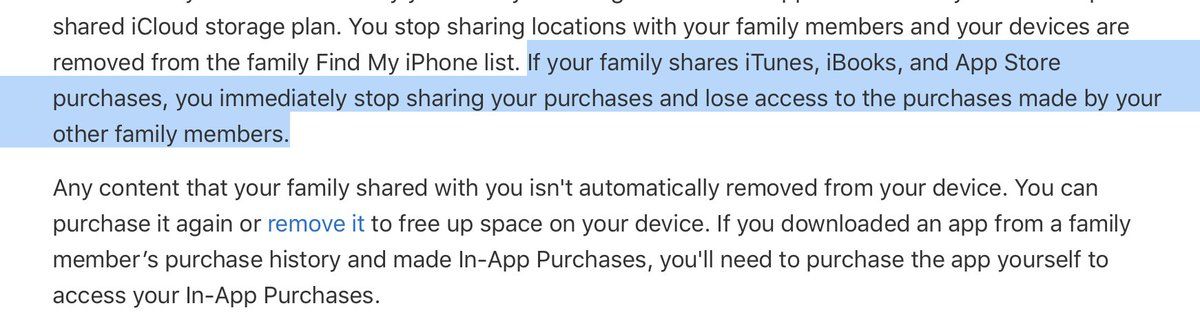 shared iCloud storage plan. You stop sharing locations with your family members and your devices are
removed from the family Find My iPhone list. If your family shares iTunes, iBooks, and App Store
purchases, you immediately stop sharing your purchases and lose access to the purchases made by your
other family members.
Any content that your family shared with you isn't automatically removed from your device. You can
purchase it again or remove it to free up space on your device. If you downloaded an app from a family
member’s purchase history and made In-App Purchases, you'll need to purchase the app yourself to
access your In-App Purchases.